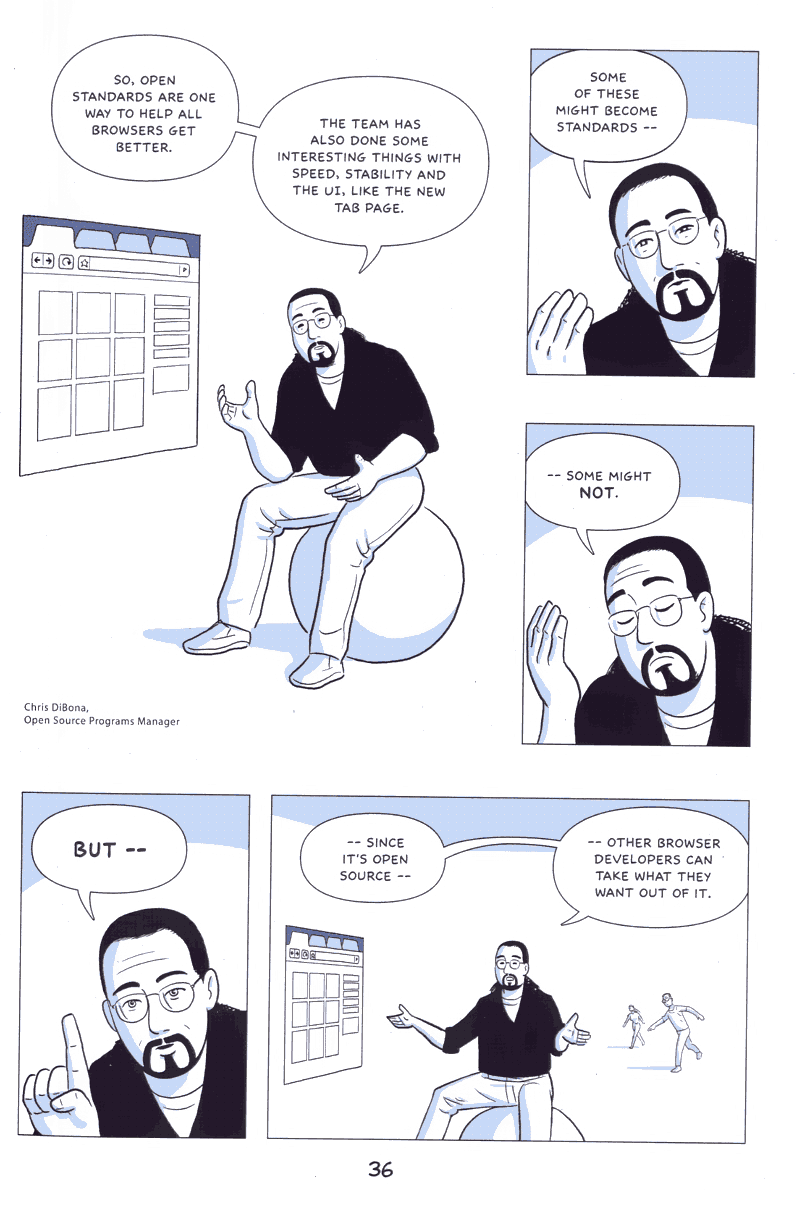 SO, OPEN
STANDARDS ARE ONE
WAY TO HELP ALL
BROWSERS GET
BETTER.
THE TEAM HAS
ALSO DONE SOME
INTERESTING THINGS WITH
SPEED, STABILITY AND
THE UI, LIKE THE NEW
TAB PAGE.
SOME
OF THESE
MIGHT BECOME
STANDARDS --
-- SOME MIGHT
NOT.
Chris DiBona,
Open Source Programs Manager
BUT --
-- SINCE
IT'S OPEN
SOURCE --
-- OTHER BROWSER
DEVELOPERS CAN
TAKE WHAT THEY
WANT OUT OF IT.
36